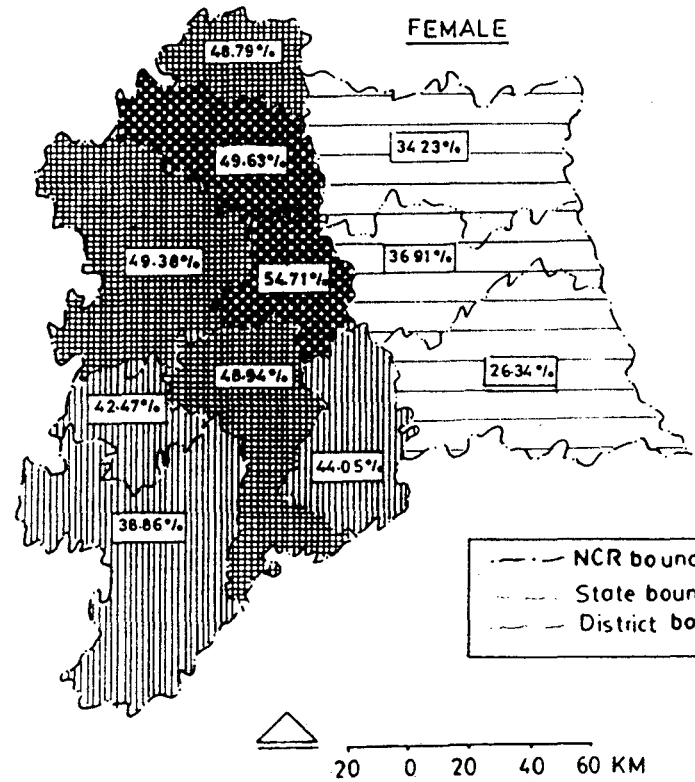 FEMALE
48.79%
34.23%
49.63%
36.91%
49.38%
54.71%
48.94%
26.34%
42.47%
44.05%
38.86%
NCR bound
State boun
District bo
20 0 20 40 60 KM